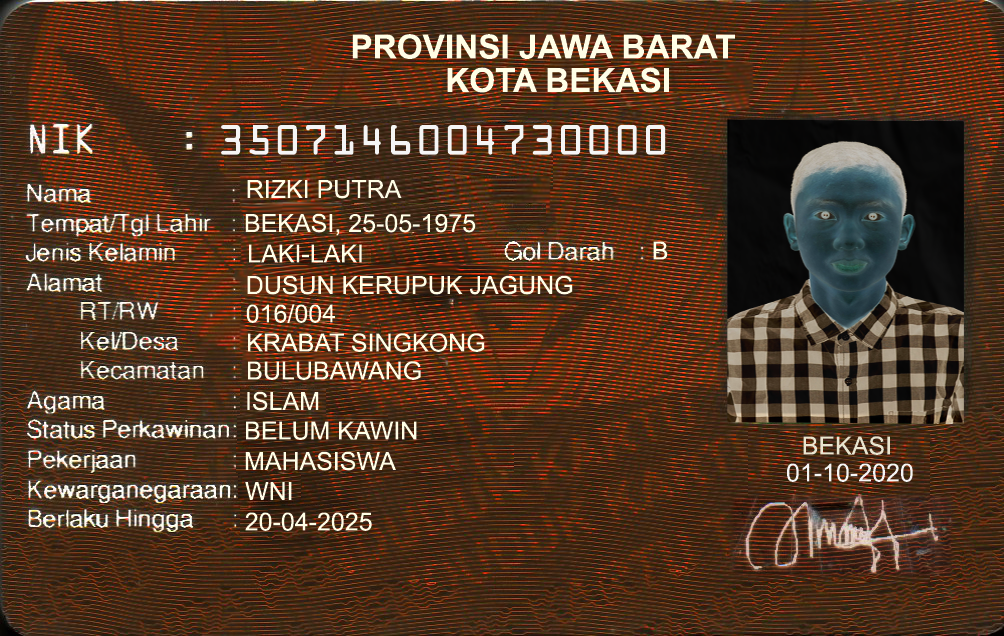 PROVINSI JAWA BARAT
KOTA BEKASI
NIK : 3507146004730000
Nama : RIZKI PUTRA
Tempat/Tgl Lahir : BEKASI, 25-05-1975
Jenis Kelamin : LAKI-LAKI Gol Darah : B
Alamat : DUSUN KERUPUK JAGUNG
RT/RW : 016/004
Kel/Desa : KRABAT SINGKONG
Kecamatan : BULUBAWANG
Agama : ISLAM
Status Perkawinan: BELUM KAWIN
Pekerjaan : MAHASISWA
Kewarganegaraan: WNI
Berlaku Hingga : 20-04-2025
BEKASI
01-10-2020